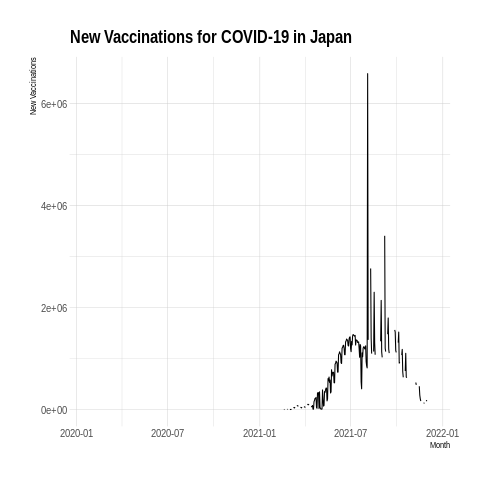 New Vaccinations for COVID-19 in Japan
New Vaccinations
6e+06
4e+06
2e+06
0e+00
2020-01
2020-07
2021-01
2021-07
2022-01
Month